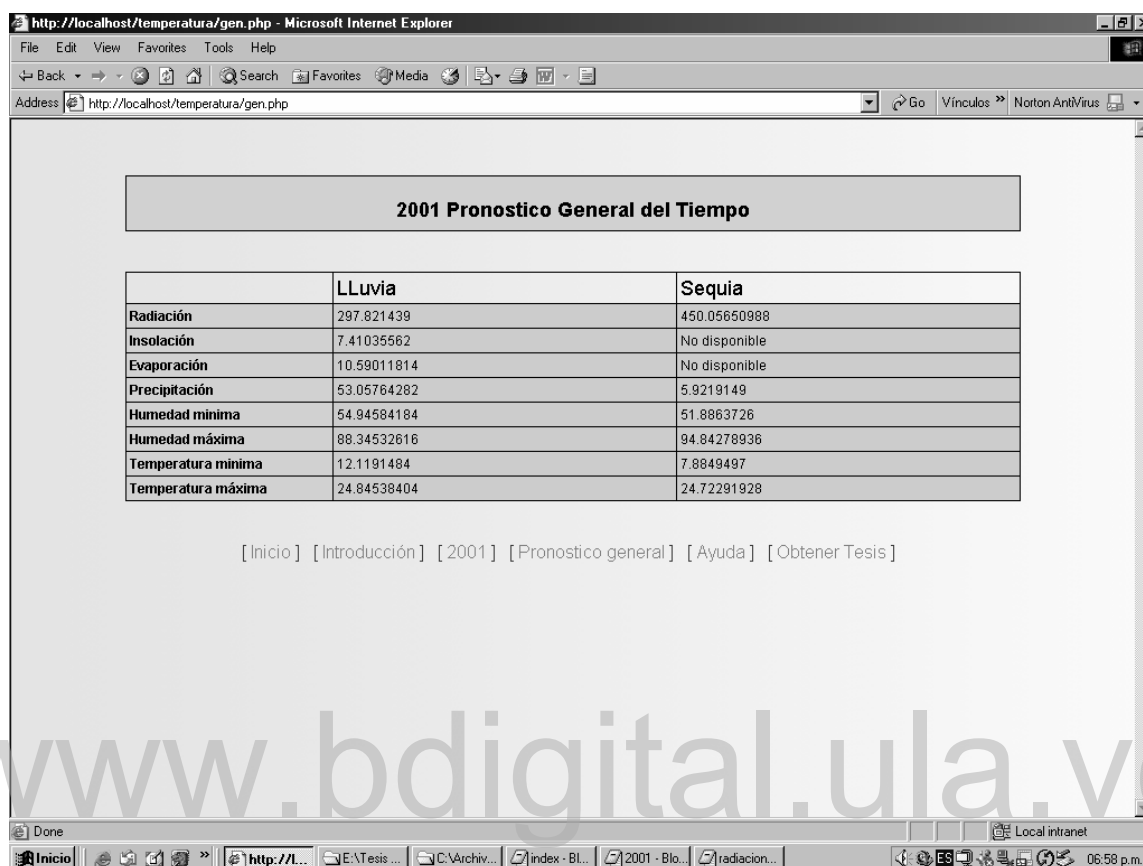 http://localhost/temperatura/gen.php - Microsoft Internet Explorer
File Edit View Favorites Tools Help
Back Search Favorites Media
Address http://localhost/temperatura/gen.php Go Vínculos » Norton AntiVirus
2001 Pronostico General del Tiempo
LLuvia Sequia
Radiación 297.821439 450.05650988
Insolación 7.41035562 No disponible
Evaporación 10.59011814 No disponible
Precipitación 53.05764282 5.9219149
Humedad minima 54.94584184 51.8863726
Humedad máxima 88.34532616 94.84278936
Temperatura minima 12.1191484 7.8849497
Temperatura máxima 24.84538404 24.72291928
[ Inicio ] [ Introducción ] [ 2001 ] [ Pronostico general ] [ Ayuda ] [ Obtener Tesis ]
www.bdigital.ula.ve
Done Local intranet
Inicio » http://l... E:\Tesis ... C:\Archiv... index - Bl... 2001 - Blo... radiacion... ES 06:58 p.m.